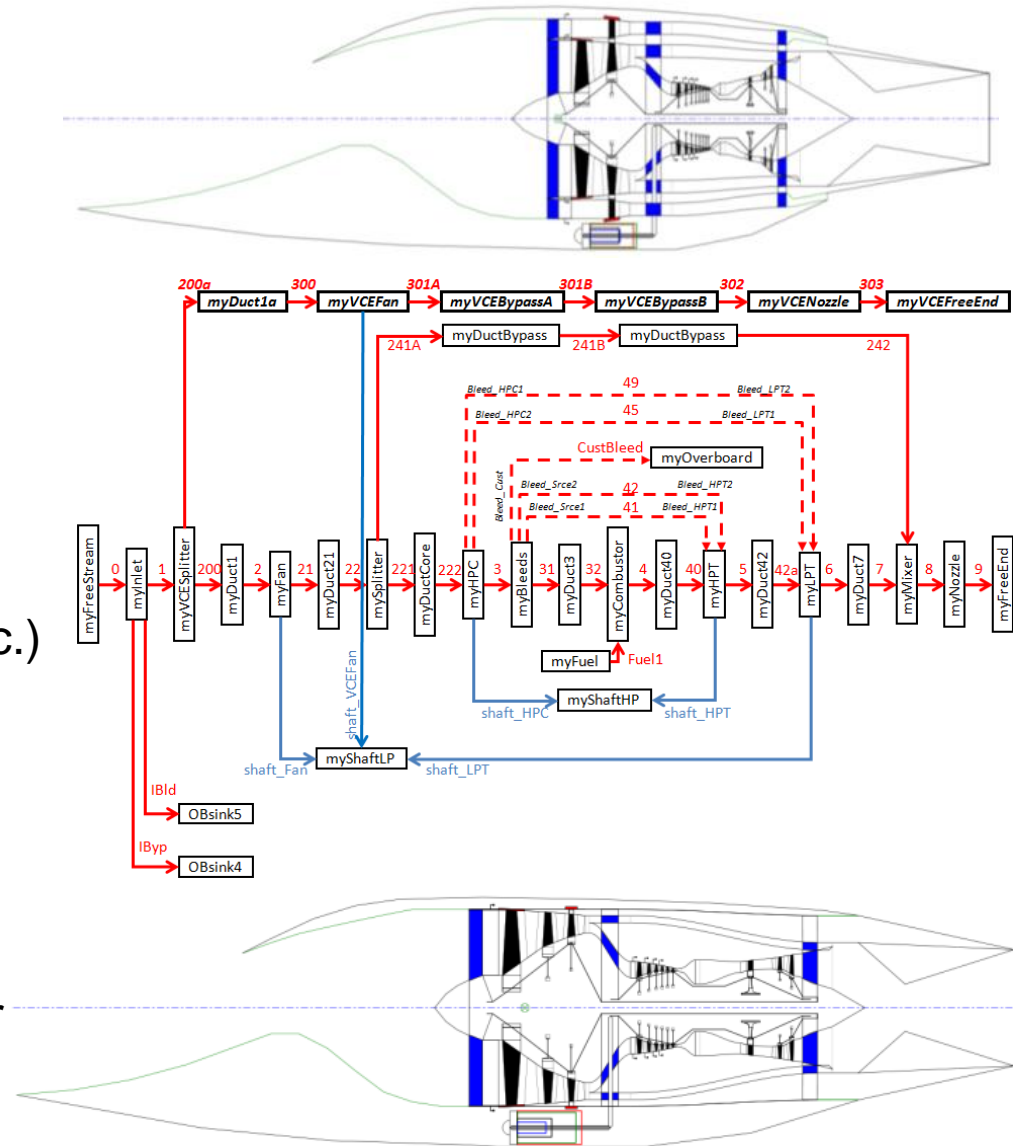 200a 300 301A 301B 302 303
myDuct1a myVCEFan myVCEBypassA myVCEBypassB myVCENozzle myVCEFreeEnd
241A myDuctBypass 241B myDuctBypass 242
Bleed_HPC1 49 Bleed_LPT2
Bleed_HPC2 45 Bleed_LPT1
CustBleed myOverboard
Bleed_Cust
Bleed_Srce2 42 Bleed_HPT2
Bleed_Srce1 41 Bleed_HPT1
myFreeStream 0 myInlet 1 myVCESplitter 200 myDuct1 2 myFan 21 myDuct21 22 mySplitter 221 myDuctCore 222 myHPC 3 myBleeds 31 myDuct3 32 myCombustor 4 myDuct40 40 myHPT 5 myDuct42 42a myLPT 6 myDuct7 7 myMixer 8 myNozzle 9 myFreeEnd
c.)
myFuel Fuel1
shaft_VCEFan
shaft_HPC myShaftHP shaft_HPT
shaft_Fan myShaftLP shaft_LPT
IBld OBsink5
IByp OBsink4